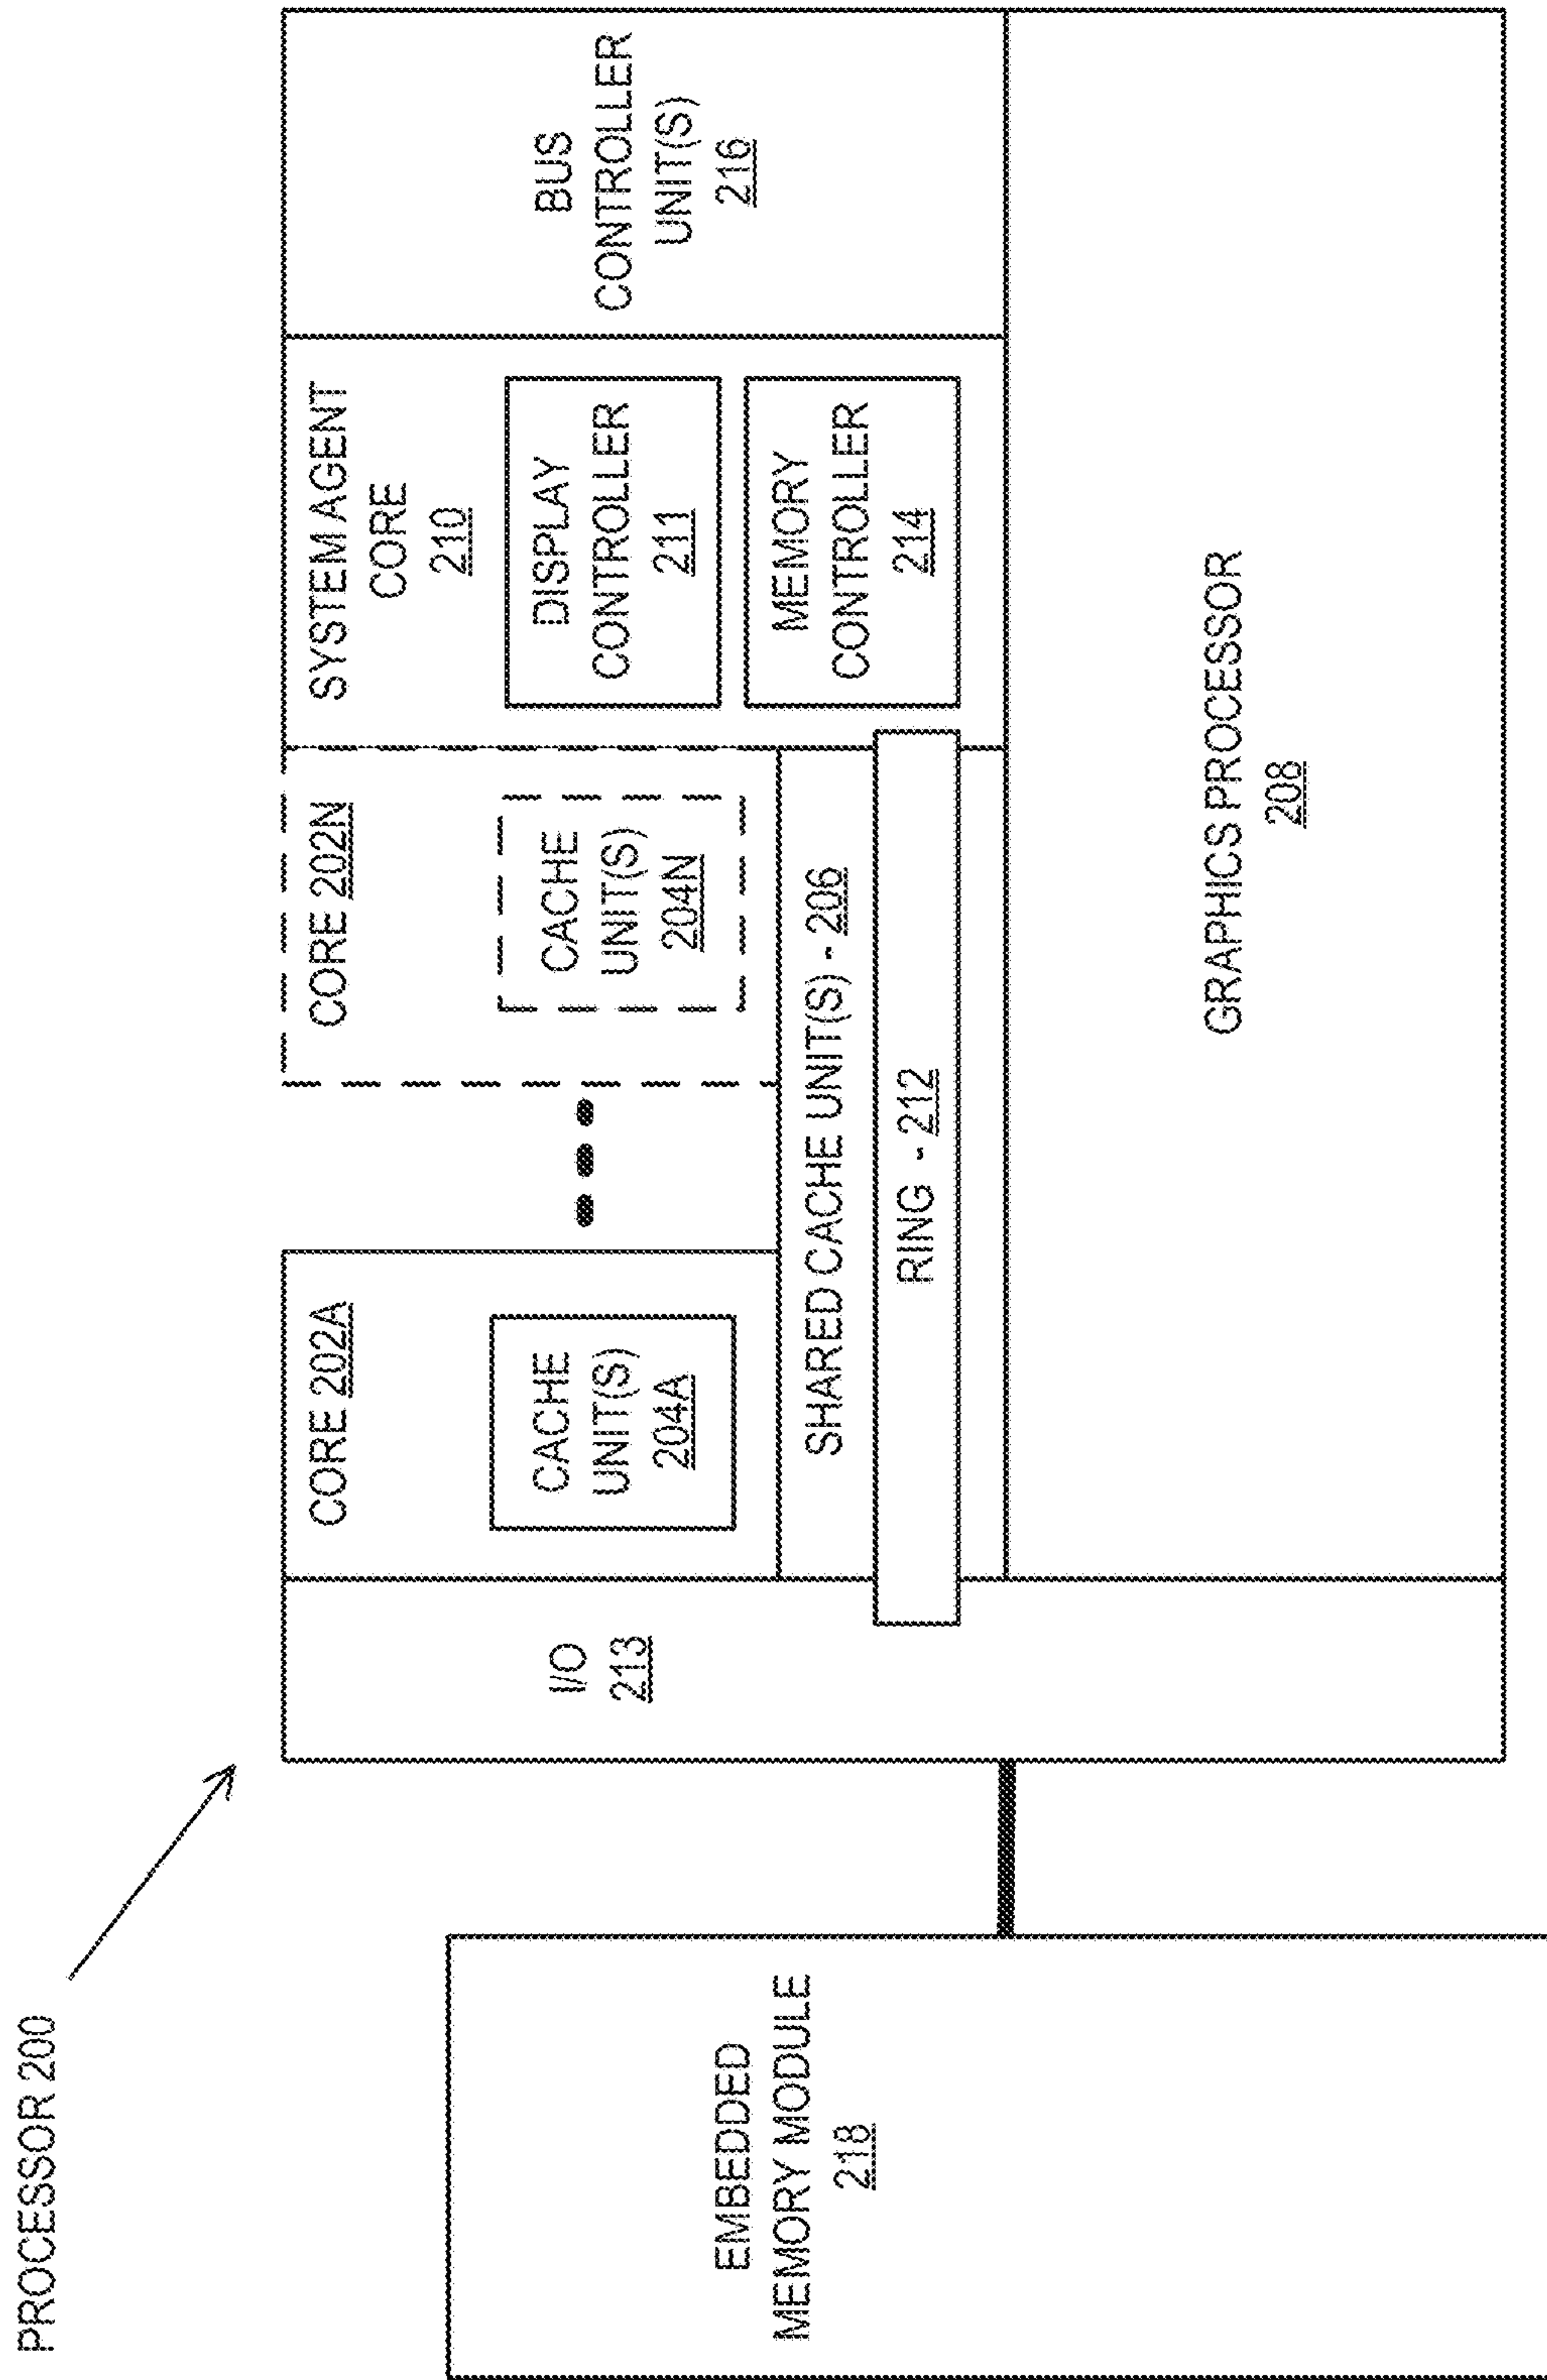 PROCESSOR 200
EMBEDDED
MEMORY MODULE
218
I/O
213
CORE 202A
CACHE
UNIT(S)
204A
CORE 202N
CACHE
UNIT(S)
204N
SHARED CACHE UNIT(S) - 206
RING - 212
SYSTEM AGENT
CORE
210
DISPLAY
CONTROLLER
211
MEMORY
CONTROLLER
214
BUS
CONTROLLER
UNIT(S)
216
GRAPHICS PROCESSOR
208